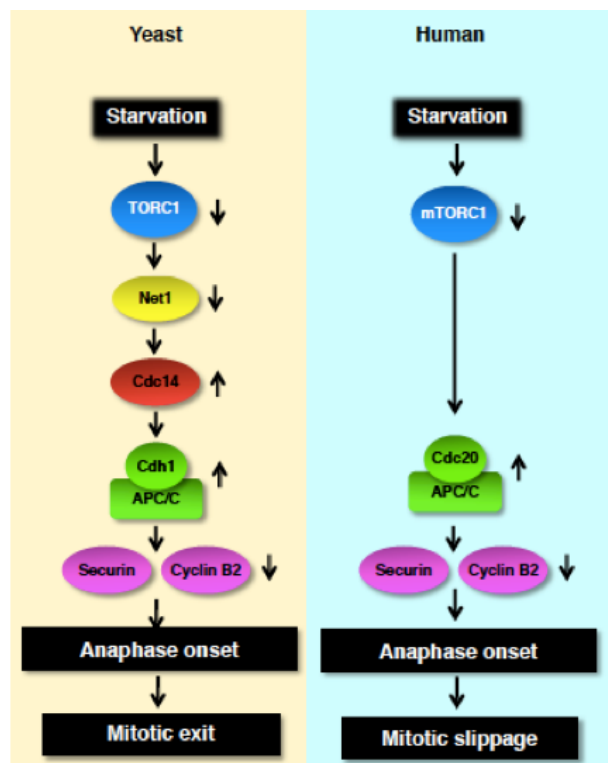 Yeast
Starvation
TORC1
Net1
Cdc14
Cdh1
APC/C
Securin Cyclin B2
Anaphase onset
Mitotic exit
Human
Starvation
mTORC1
Cdc20
APC/C
Securin Cyclin B2
Anaphase onset
Mitotic slippage